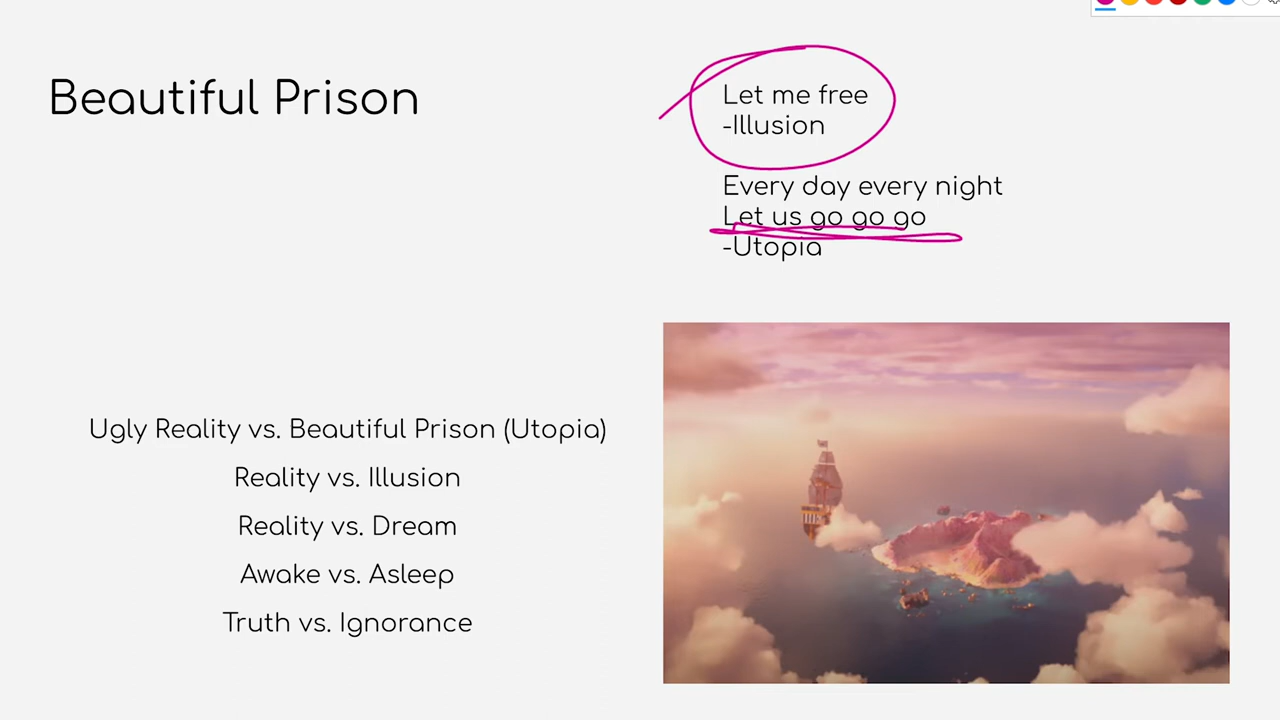 Beautiful Prison
Let me free
-Illusion
Every day every night
Let us go go go
-Utopia
Ugly Reality vs. Beautiful Prison (Utopia)
Reality vs. Illusion
Reality vs. Dream
Awake vs. Asleep
Truth vs. Ignorance